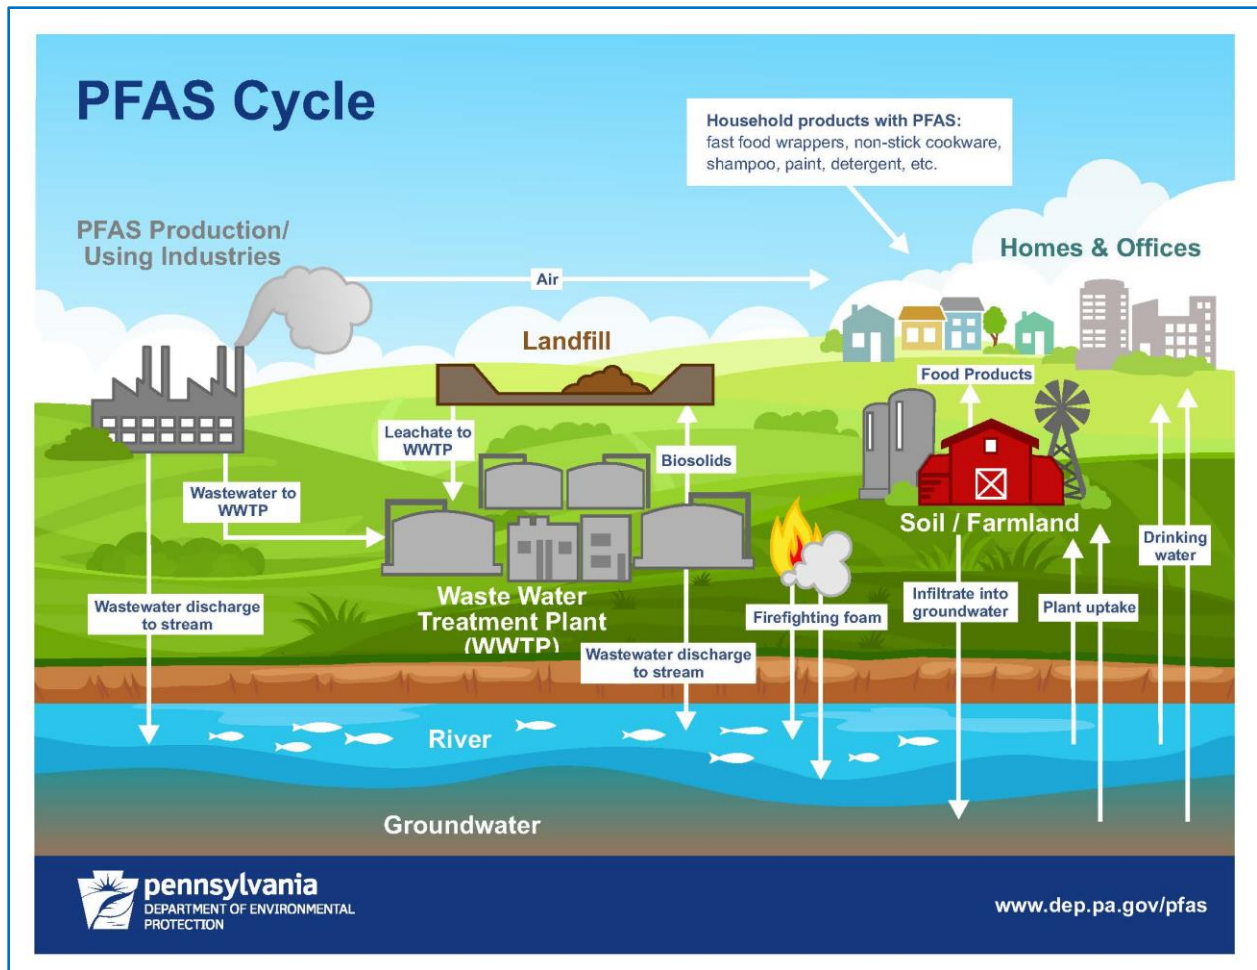 PFAS Cycle
Household products with PFAS:
fast food wrappers, non-stick cookware,
shampoo, paint, detergent, etc.
PFAS Production/
Using Industries
Homes & Offices
Air
Landfill
Food Products
Leachate to
WWTP
Biosolids
Wastewater to
WWTP
Soil / Farmland
Drinking
water
Waste Water
Treatment Plant
(WWTP)
Wastewater discharge
to stream
Firefighting foam
Infiltrate into
groundwater
Plant uptake
Wastewater discharge
to stream
River
Groundwater
pennsylvania
DEPARTMENT OF ENVIRONMENTAL
PROTECTION
www.dep.pa.gov/pfas